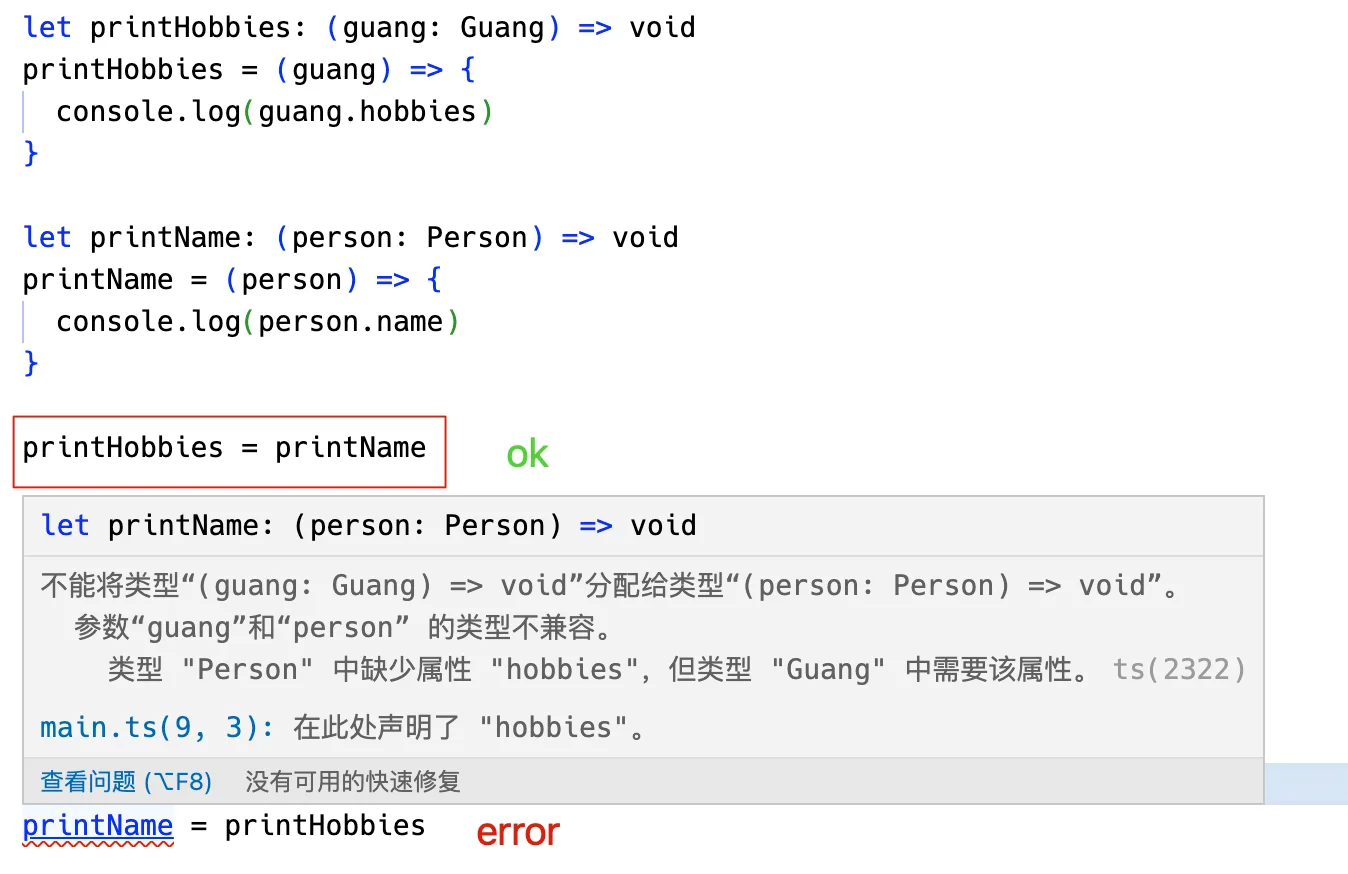 let printHobbies: (guang: Guang) => void
printHobbies = (guang) => {
  console.log(guang.hobbies)
}
let printName: (person: Person) => void
printName = (person) => {
  console.log(person.name)
}
printHobbies = printName ok
let printName: (person: Person) => void
不能将类型“(guang: Guang) => void”分配给类型“(person: Person) => void”。
  参数“guang”和“person” 的类型不兼容。
    类型 "Person" 中缺少属性 "hobbies"，但类型 "Guang" 中需要该属性。 ts(2322)
main.ts(9, 3): 在此处声明了 "hobbies"。
查看问题 (⌥F8) 没有可用的快速修复
printName = printHobbies error